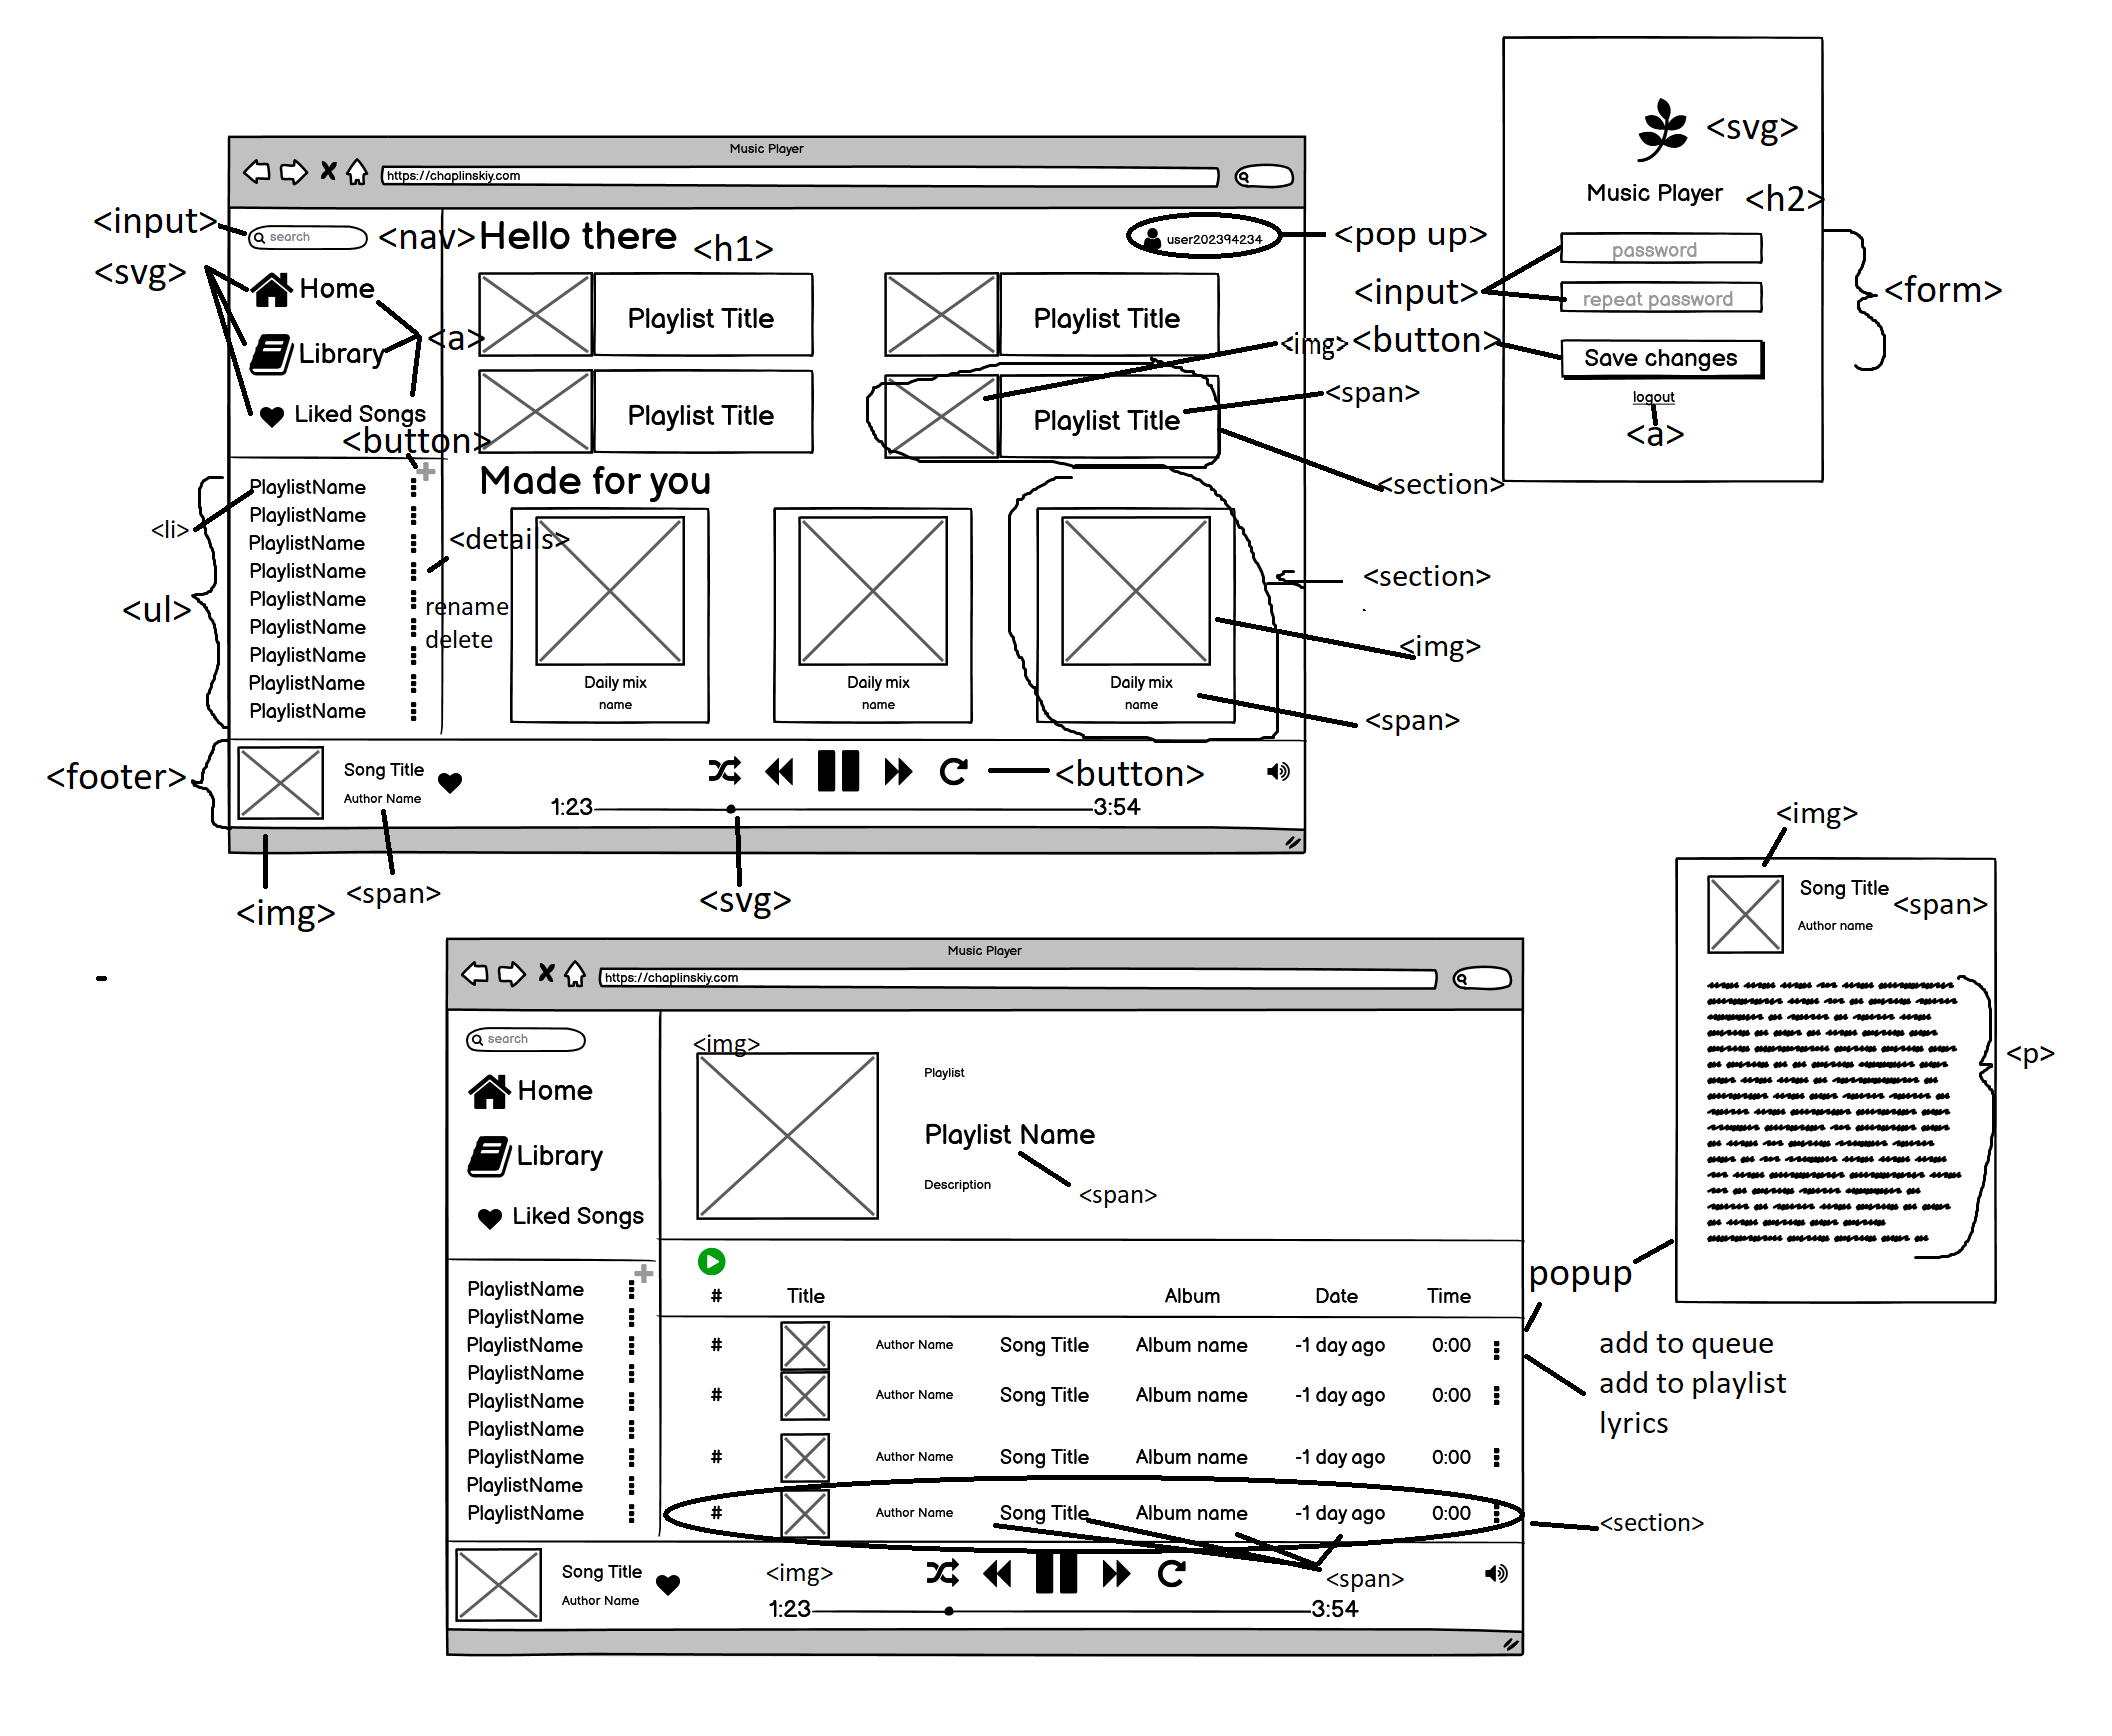 Music Player
https://chaplinskiy.com
<input>
search
<nav>
Hello there
<h1>
user202394234
<pop up>
<svg>
Home
Library
<a>
Liked Songs
<button>
Playlist Title
Playlist Title
Playlist Title
Playlist Title
<img>
<span>
<section>
Made for you
PlaylistName
PlaylistName
PlaylistName
PlaylistName
PlaylistName
PlaylistName
PlaylistName
PlaylistName
PlaylistName
<li>
<ul>
<details>
rename
delete
Daily mix
name
Daily mix
name
Daily mix
name
<section>
<img>
<span>
<footer>
Song Title
Author Name
<button>
1:23
3:54
<img>
<span>
<svg>
<svg>
Music Player
<h2>
password
repeat password
<input>
<form>
<button>
Save changes
logout
<a>
Music Player
https://chaplinskiy.com
search
Home
Library
Liked Songs
PlaylistName
PlaylistName
PlaylistName
PlaylistName
PlaylistName
PlaylistName
PlaylistName
PlaylistName
PlaylistName
<img>
Playlist
Playlist Name
<span>
Description
# Title Album Date Time
# Author Name Song Title Album name -1 day ago 0:00
# Author Name Song Title Album name -1 day ago 0:00
# Author Name Song Title Album name -1 day ago 0:00
# Author Name Song Title Album name -1 day ago 0:00
<section>
Song Title
Author Name
<img>
<span>
1:23
3:54
popup
add to queue
add to playlist
lyrics
<img>
Song Title
<span>
Author name
<p>